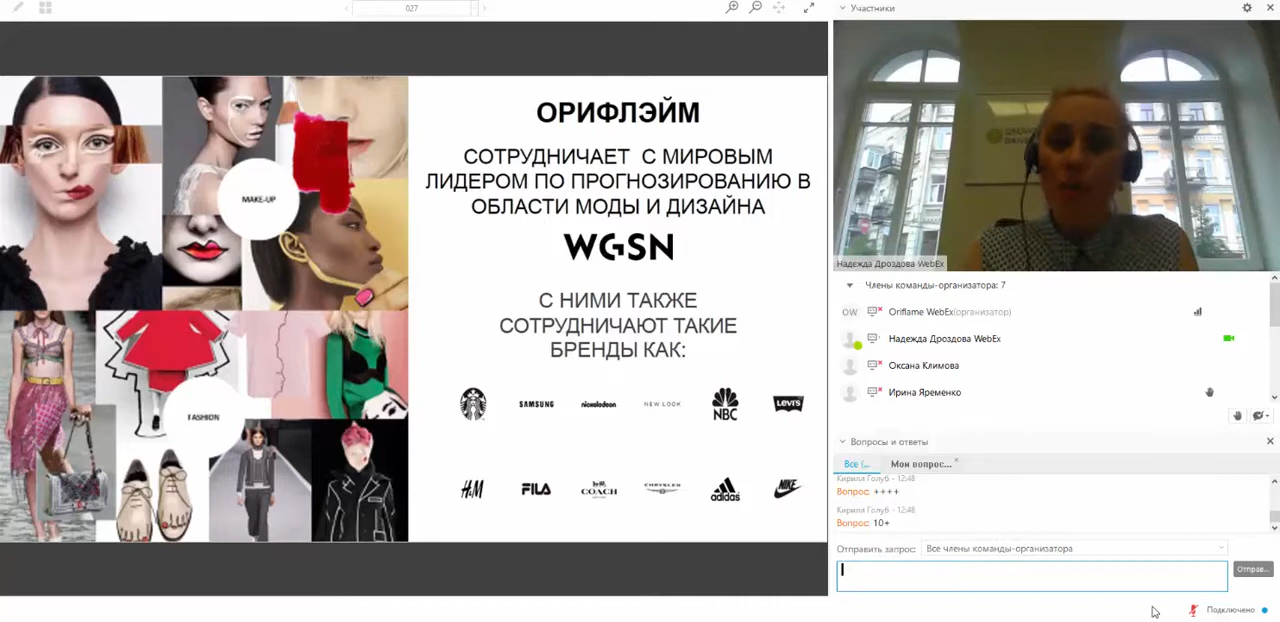 027
MAKE-UP
FASHION
ОРИФЛЭЙМ
СОТРУДНИЧАЕТ С МИРОВЫМ
ЛИДЕРОМ ПО ПРОГНОЗИРОВАНИЮ В
ОБЛАСТИ МОДЫ И ДИЗАЙНА
WGSN
С НИМИ ТАКЖЕ
СОТРУДНИЧАЮТ ТАКИЕ
БРЕНДЫ КАК:
SAMSUNG
nickelodeon
NEW LOOK
NBC
LEVI'S
H&M
FILA
COACH
CHRYSLER
adidas
NIKE
Участники
Надежда Дроздова WebEx
Члены команды-организатора: 7
OW Oriflame WebEx(организатор)
Надежда Дроздова WebEx
Оксана Климова
Ирина Яременко
Вопросы и ответы
Все (...
Мои вопрос...
Кирилл Голуб - 12:48
Вопрос: ++++
Кирилл Голуб - 12:48
Вопрос: 10+
Отправить запрос: Все члены команды-организатора
Отправ...
Подключено